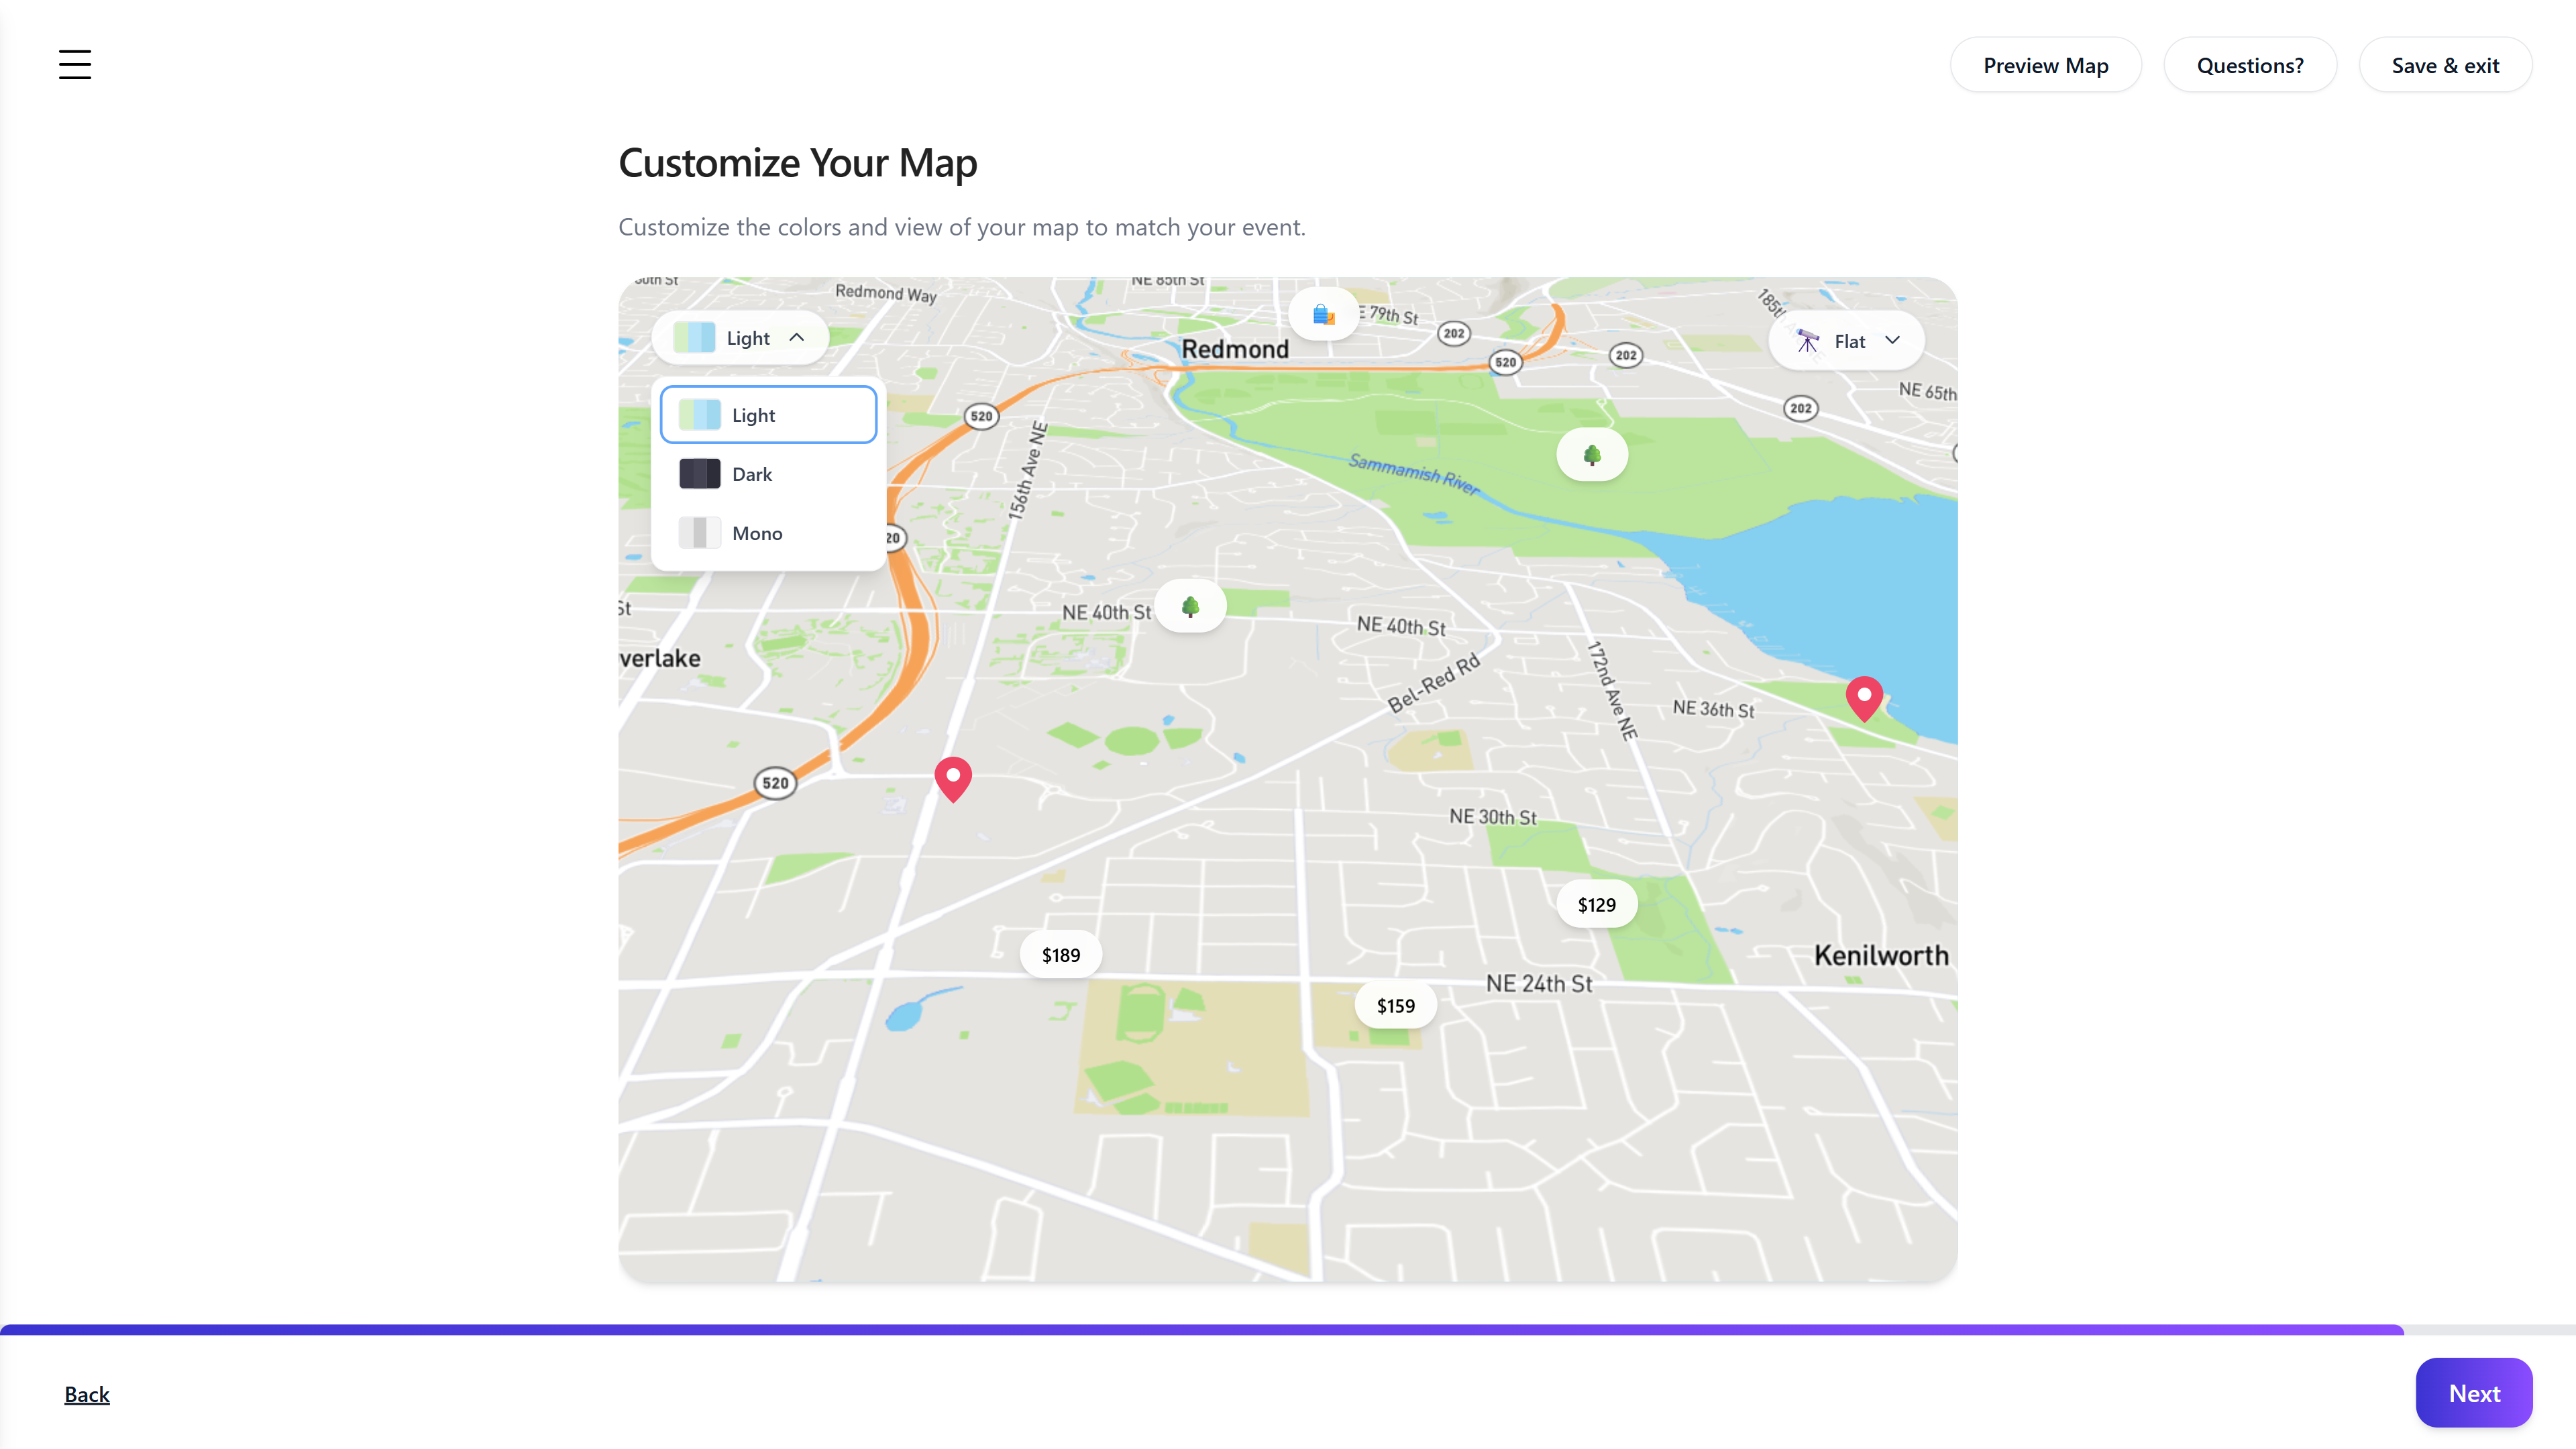 Preview Map
Questions?
Save & exit
Customize Your Map
Customize the colors and view of your map to match your event.
Redmond Way
NE 85th St
E 79th St
185th
Light
Redmond
202
520
202
Flat
NE 65th
202
520
Light
156th Ave NE
Sammamish River
Dark
Mono
20
St
NE 40th St
NE 40th St
verlake
Bel-Red Rd
172nd Ave NE
NE 36th St
520
NE 30th St
$129
$189
Kenilworth
NE 24th St
$159
Back
Next